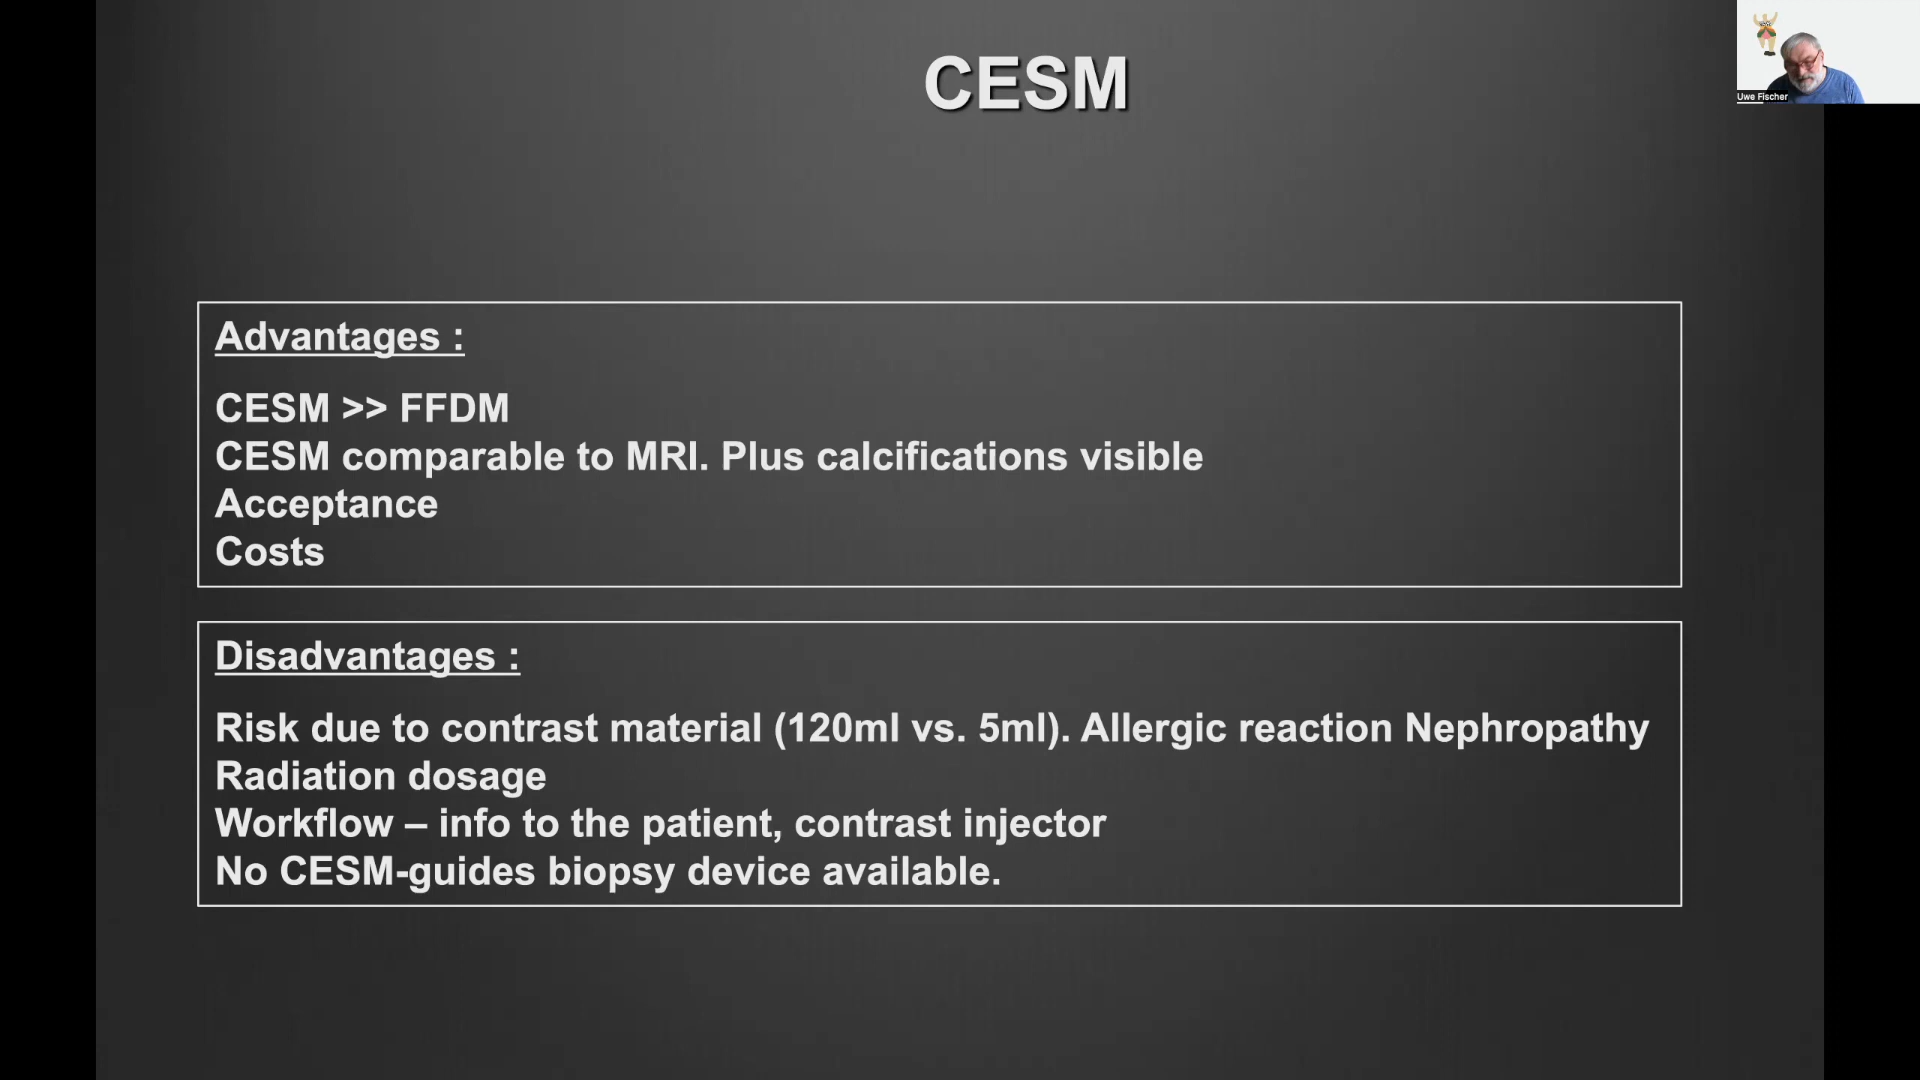 CESM
Uwe Fischer
Advantages :
CESM >> FFDM
CESM comparable to MRI. Plus calcifications visible
Acceptance
Costs
Disadvantages :
Risk due to contrast material (120ml vs. 5ml). Allergic reaction Nephropathy
Radiation dosage
Workflow – info to the patient, contrast injector
No CESM-guides biopsy device available.